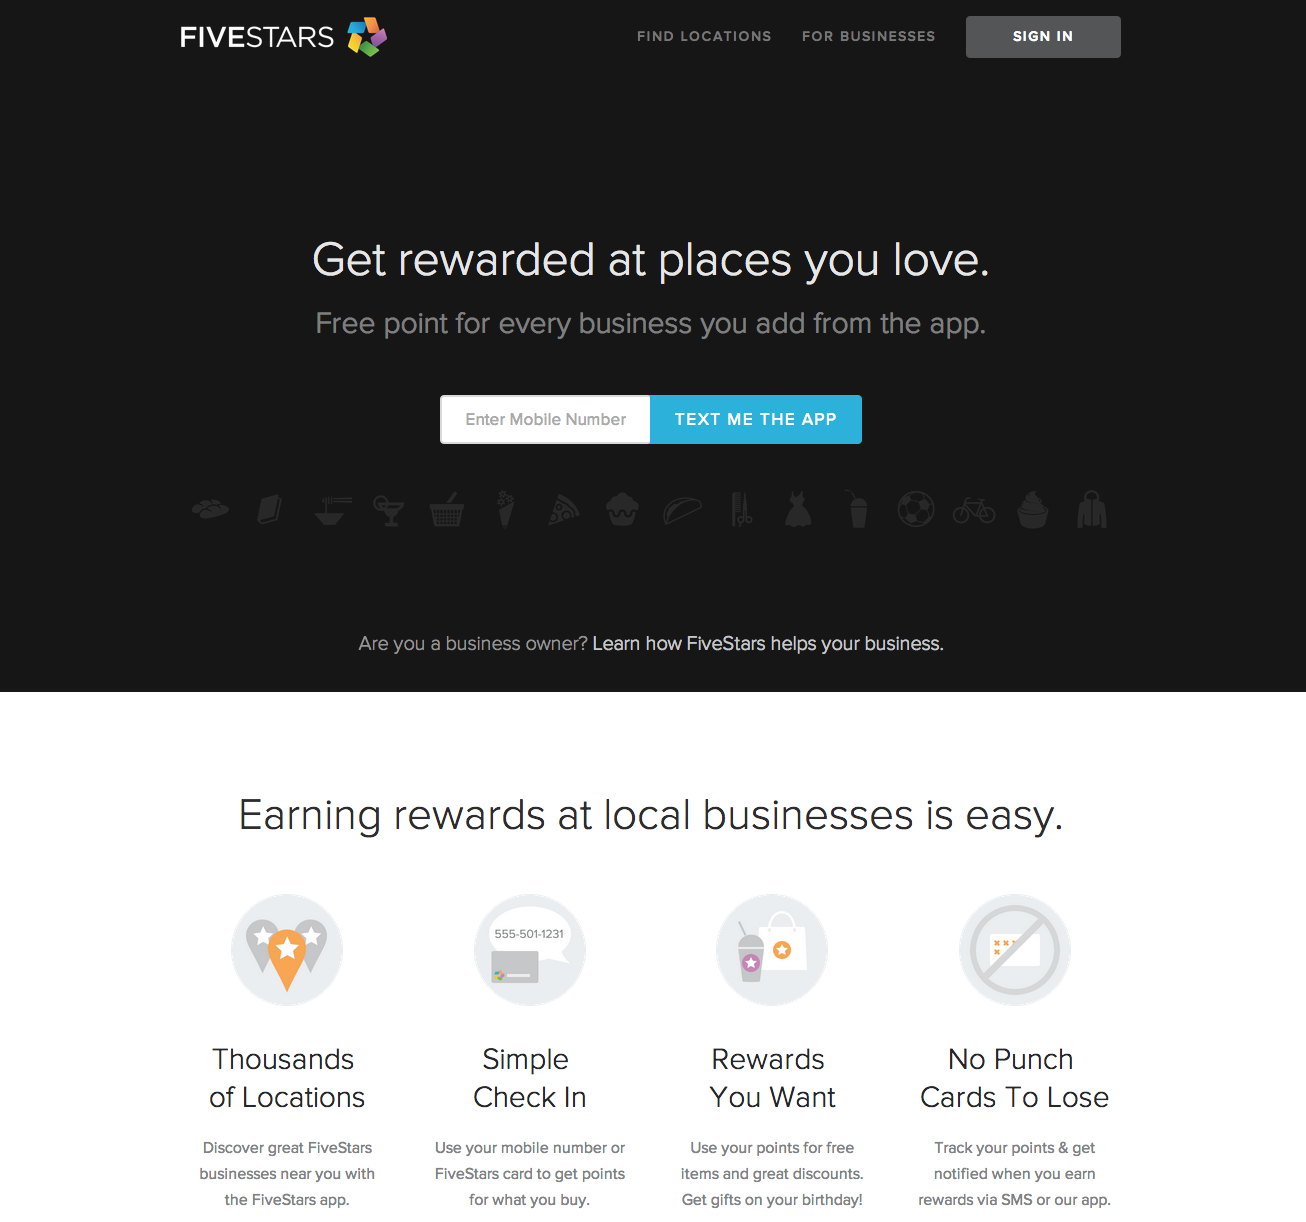 FIVESTARS
FIND LOCATIONS
FOR BUSINESSES
SIGN IN
Get rewarded at places you love.
Free point for every business you add from the app.
Enter Mobile Number
TEXT ME THE APP
Are you a business owner? Learn how FiveStars helps your business.
Earning rewards at local businesses is easy.
555-501-1231
Thousands
of Locations
Discover great FiveStars
businesses near you with
the FiveStars app.
Simple
Check In
Use your mobile number or
FiveStars card to get points
for what you buy.
Rewards
You Want
Use your points for free
items and great discounts.
Get gifts on your birthday!
No Punch
Cards To Lose
Track your points & get
notified when you earn
rewards via SMS or our app.